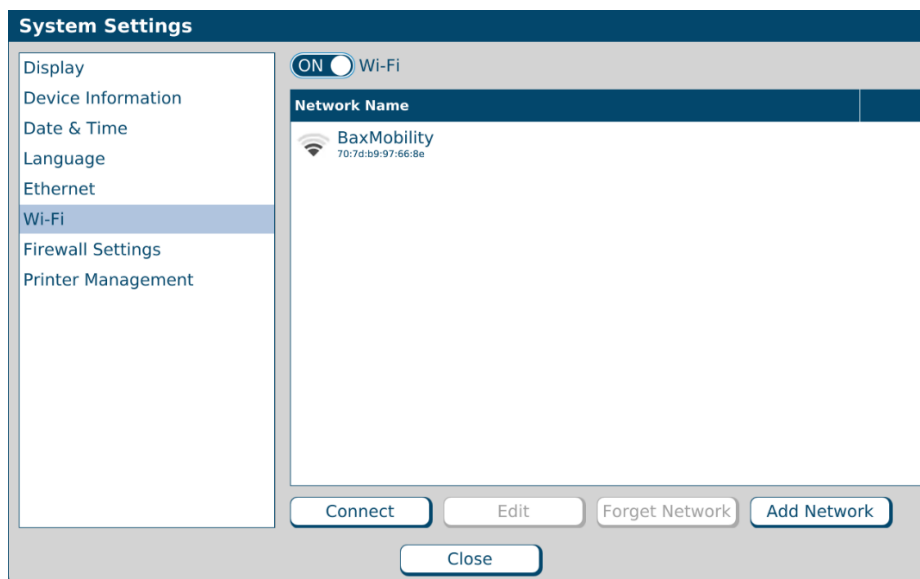 System Settings
Display
Device Information
Date & Time
Language
Ethernet
Wi-Fi
Firewall Settings
Printer Management
ON Wi-Fi
Network Name
BaxMobility
70:7d:b9:97:66:8e
Connect Edit Forget Network Add Network
Close